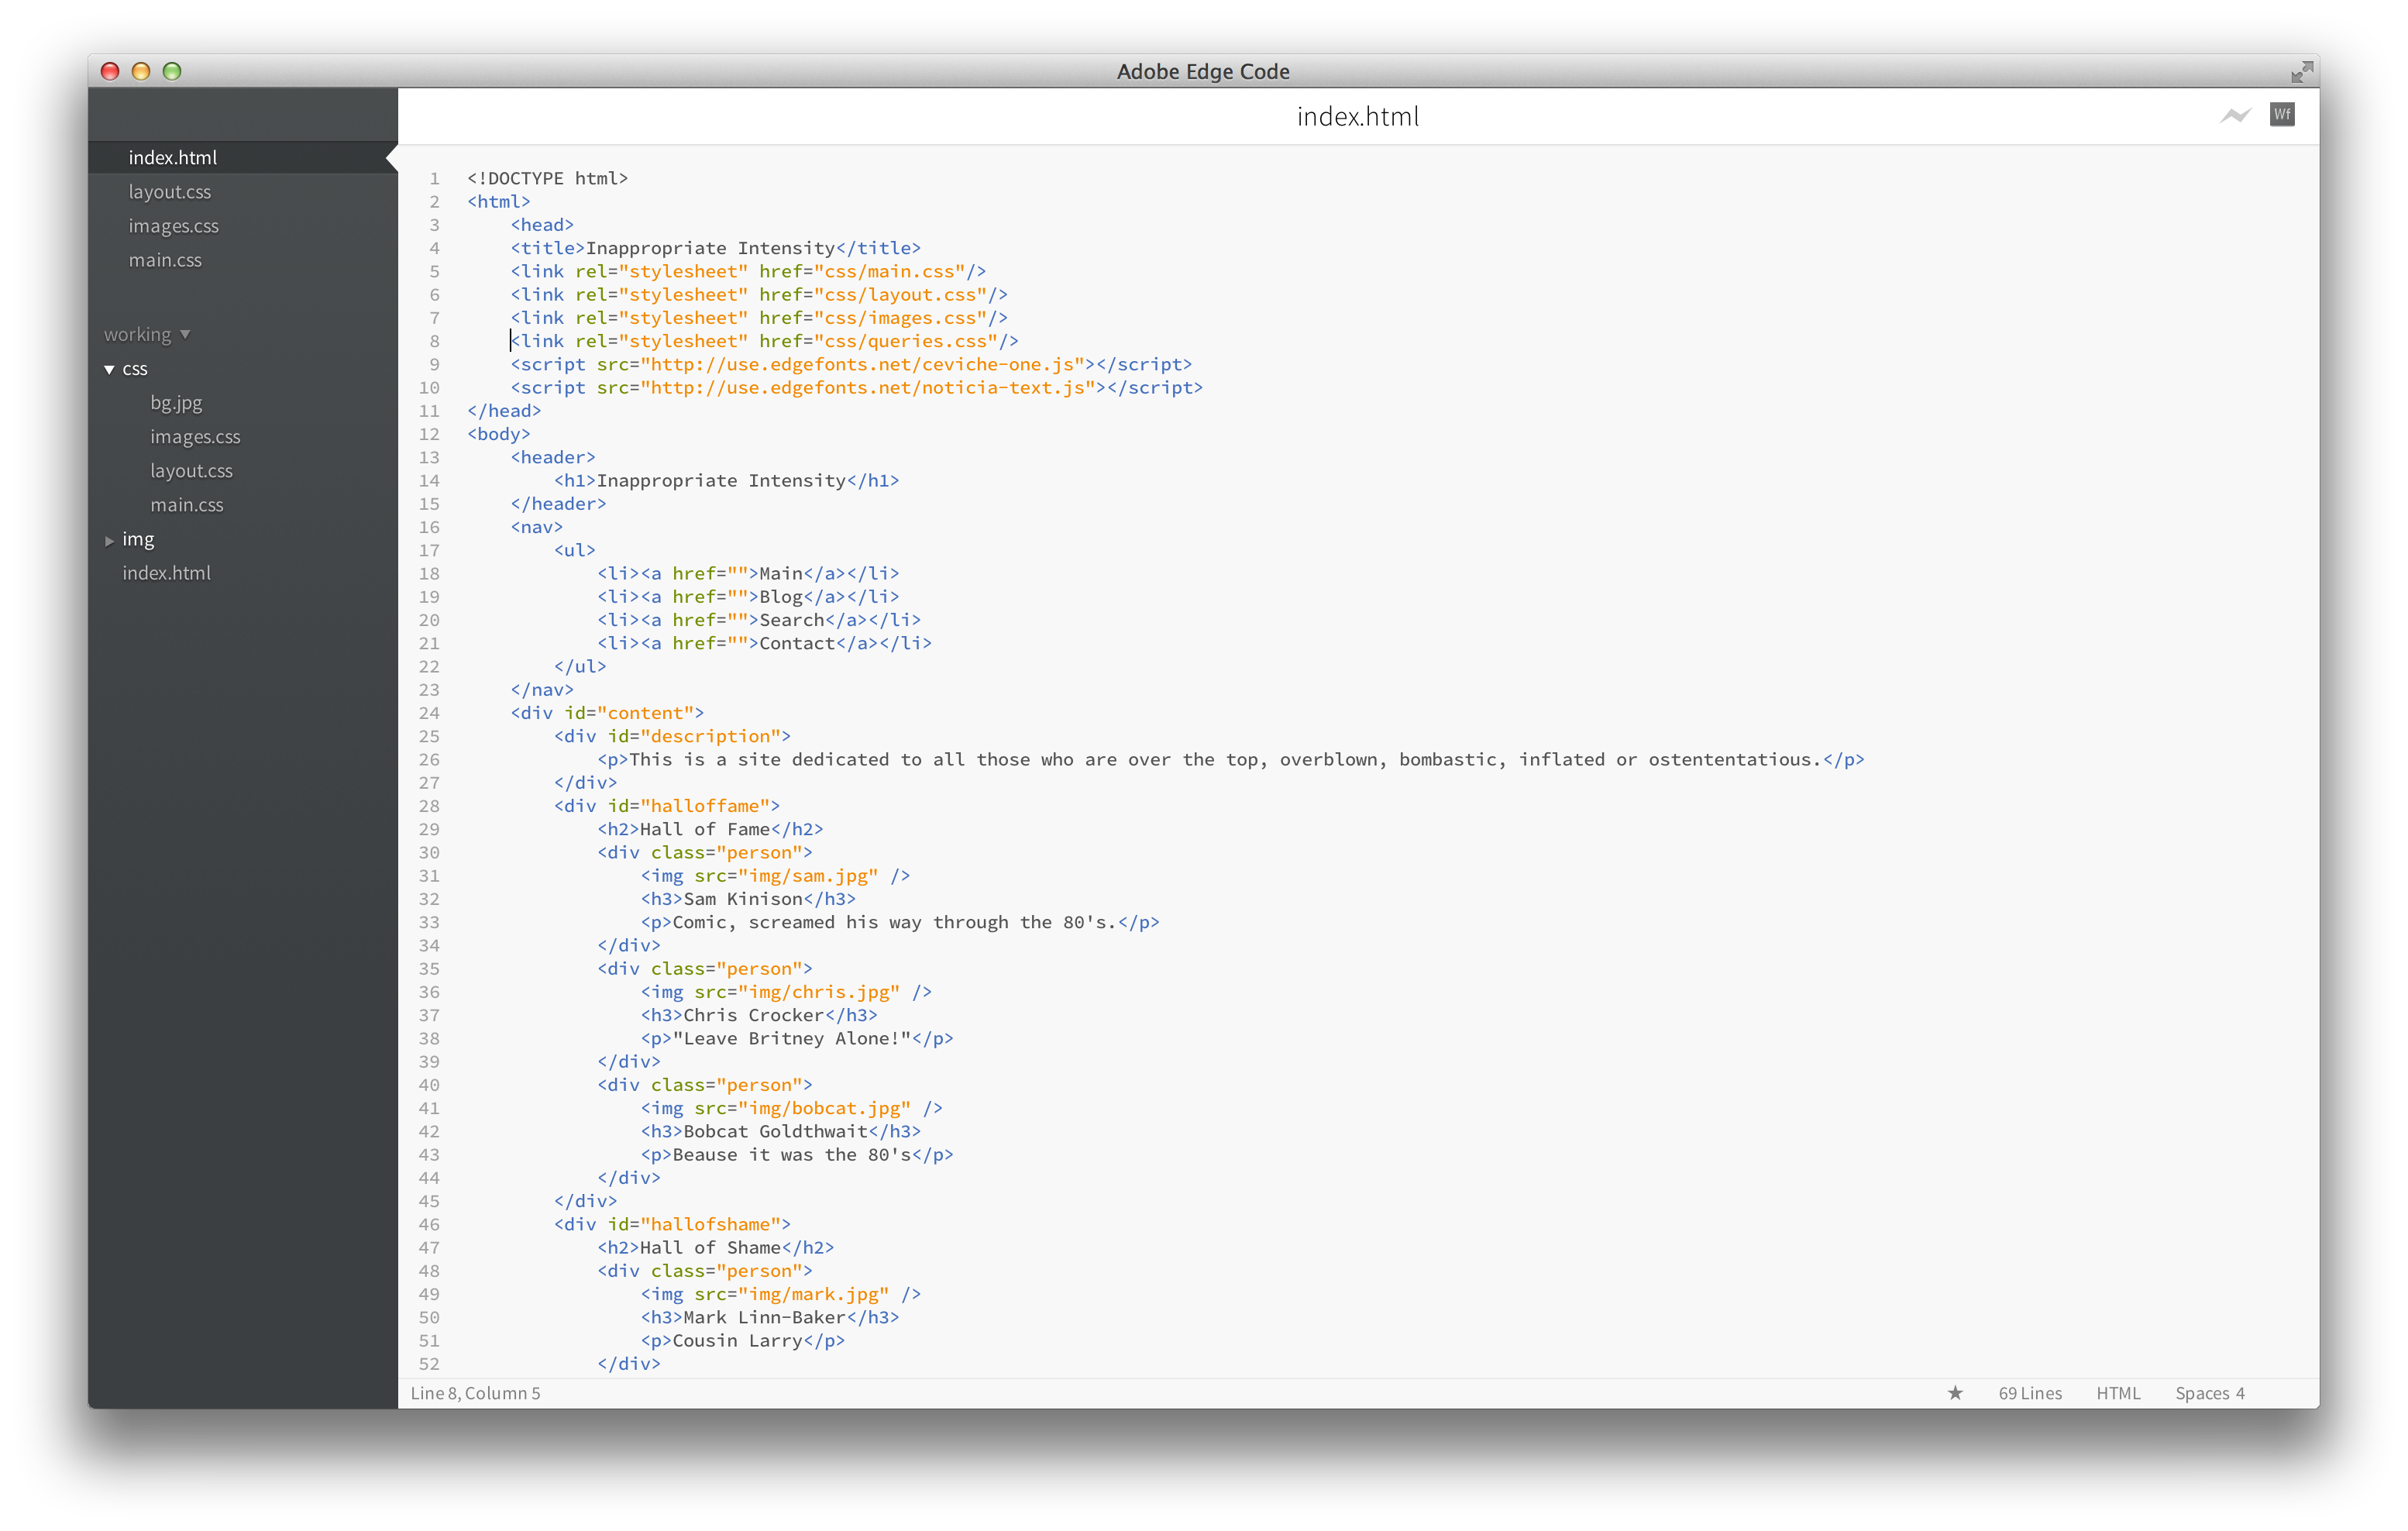 Adobe Edge Code
index.html
Wf
index.html
layout.css
images.css
main.css
working
css
bg.jpg
images.css
layout.css
main.css
img
index.html
1 <!DOCTYPE html>
2 <html>
3     <head>
4     <title>Inappropriate Intensity</title>
5     <link rel="stylesheet" href="css/main.css"/>
6     <link rel="stylesheet" href="css/layout.css"/>
7     <link rel="stylesheet" href="css/images.css"/>
8     <link rel="stylesheet" href="css/queries.css"/>
9     <script src="http://use.edgefonts.net/ceviche-one.js"></script>
10     <script src="http://use.edgefonts.net/noticia-text.js"></script>
11 </head>
12 <body>
13     <header>
14         <h1>Inappropriate Intensity</h1>
15     </header>
16     <nav>
17         <ul>
18             <li><a href="">Main</a></li>
19             <li><a href="">Blog</a></li>
20             <li><a href="">Search</a></li>
21             <li><a href="">Contact</a></li>
22         </ul>
23     </nav>
24     <div id="content">
25         <div id="description">
26             <p>This is a site dedicated to all those who are over the top, overblown, bombastic, inflated or ostententatious.</p>
27         </div>
28         <div id="halloffame">
29             <h2>Hall of Fame</h2>
30             <div class="person">
31                 <img src="img/sam.jpg" />
32                 <h3>Sam Kinison</h3>
33                 <p>Comic, screamed his way through the 80's.</p>
34             </div>
35             <div class="person">
36                 <img src="img/chris.jpg" />
37                 <h3>Chris Crocker</h3>
38                 <p>"Leave Britney Alone!"</p>
39             </div>
40             <div class="person">
41                 <img src="img/bobcat.jpg" />
42                 <h3>Bobcat Goldthwait</h3>
43                 <p>Beause it was the 80's</p>
44             </div>
45         </div>
46         <div id="hallofshame">
47             <h2>Hall of Shame</h2>
48             <div class="person">
49                 <img src="img/mark.jpg" />
50                 <h3>Mark Linn-Baker</h3>
51                 <p>Cousin Larry</p>
52             </div>
Line 8, Column 5
69 Lines
HTML
Spaces 4